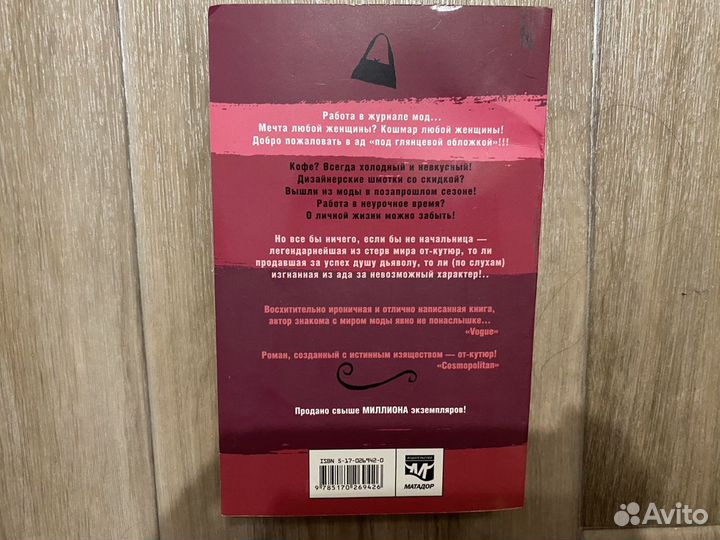 Работа в журнале мод...
Мечта любой женщины? Кошмар любой женщины!
Добро пожаловать в ад «под глянцевой обложкой»!!!
Кофе? Всегда холодный и невкусный!
Дизайнерские шмотки со скидкой?
Вышли из моды в позапрошлом сезоне!
Работа в неурочное время?
О личной жизни можно забыть!
Но все бы ничего, если бы не начальница —
легендарнейшая из стерв мира от-кутюр, то ли
продавшая за успех душу дьяволу, то ли (по слухам)
изгнанная из ада за невозможный характер!..
Восхитительно ироничная и отлично написанная книга,
автор знакома с миром моды явно не понаслышке...
«Vogue»
Роман, созданный с истинным изяществом — от-кутюр!
«Cosmopolitan»
Продано свыше МИЛЛИОНА экземпляров!
ISBN 5-17-026942-0
9 785170 269426
ИЗДАТЕЛЬСТВО
МАТАДОР
Avito